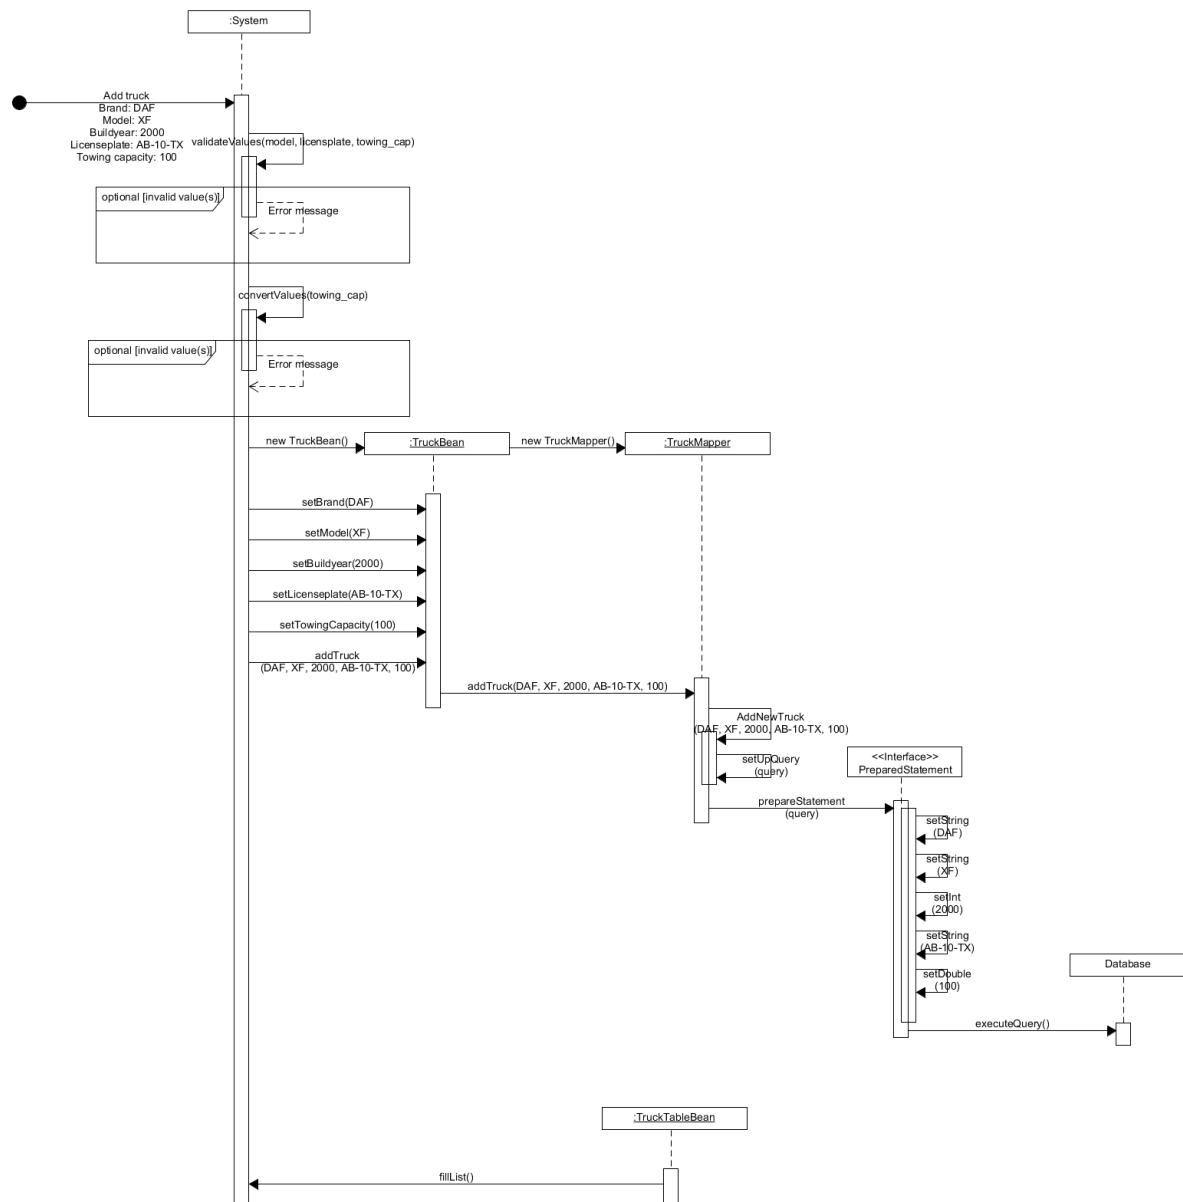 :System
Add truck
Brand: DAF
Model: XF
Buildyear: 2000
Licenseplate: AB-10-TX
Towing capacity: 100
validateValues(model, licensplate, towing_cap)
optional [invalid value(s)]
Error message
convertValues(towing_cap)
optional [invalid value(s)]
Error message
new TruckBean()
:TruckBean
new TruckMapper()
:TruckMapper
setBrand(DAF)
setModel(XF)
setBuildyear(2000)
setLicenseplate(AB-10-TX)
setTowingCapacity(100)
addTruck
(DAF, XF, 2000, AB-10-TX, 100)
addTruck(DAF, XF, 2000, AB-10-TX, 100)
AddNewTruck
(DAF, XF, 2000, AB-10-TX, 100)
setUpQuery
(query)
<<Interface>>
PreparedStatement
prepareStatement
(query)
setString
(DAF)
setString
(XF)
setInt
(2000)
setString
(AB-10-TX)
setDouble
(100)
Database
executeQuery()
:TruckTableBean
fillList()